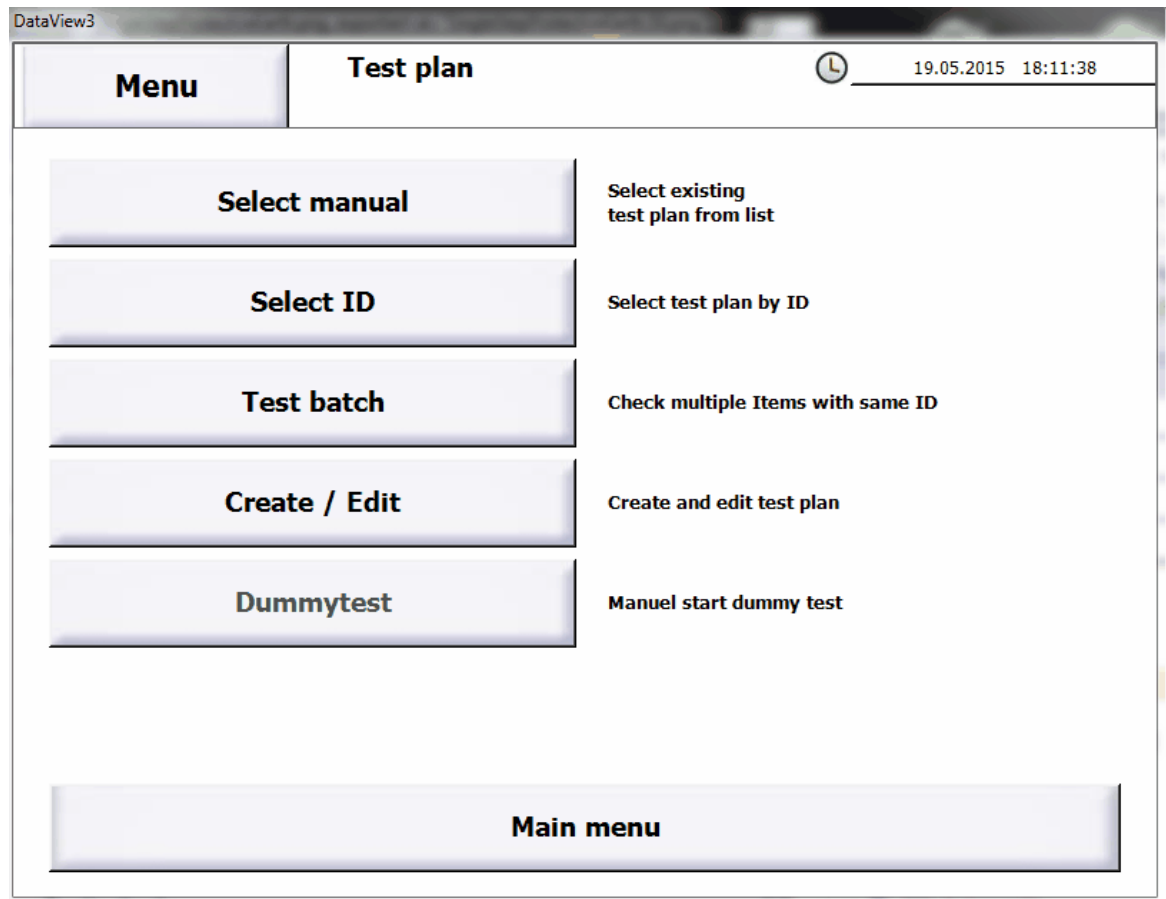 DataView3
Menu
Test plan
19.05.2015 18:11:38
Select manual
Select existing
test plan from list
Select ID
Select test plan by ID
Test batch
Check multiple Items with same ID
Create / Edit
Create and edit test plan
Dummytest
Manuel start dummy test
Main menu